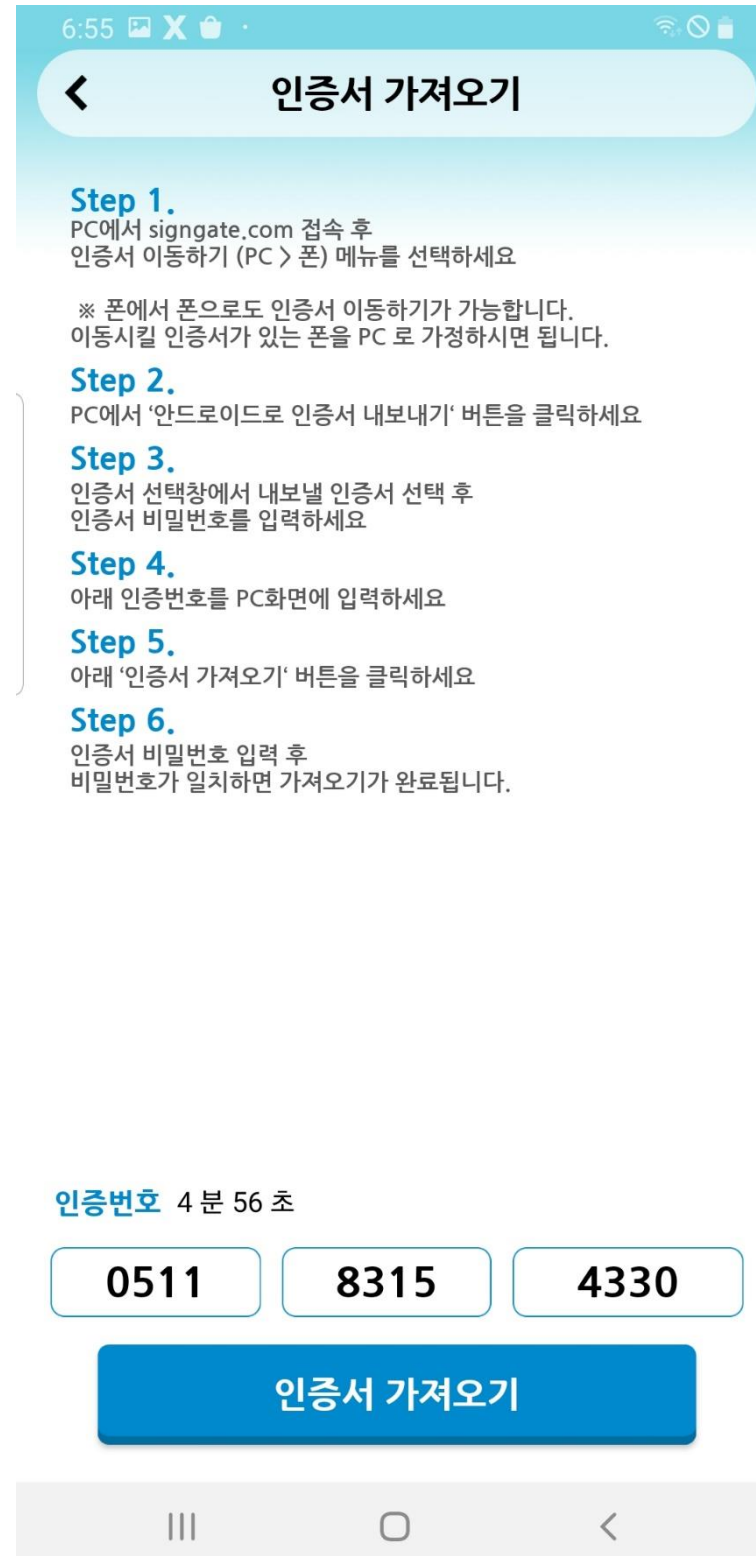 6:55
인증서 가져오기
Step 1.
PC에서 signgate.com 접속 후
인증서 이동하기 (PC > 폰) 메뉴를 선택하세요
※ 폰에서 폰으로도 인증서 이동하기가 가능합니다.
이동시킬 인증서가 있는 폰을 PC 로 가정하시면 됩니다.
Step 2.
PC에서 ‘안드로이드로 인증서 내보내기‘ 버튼을 클릭하세요
Step 3.
인증서 선택창에서 내보낼 인증서 선택 후
인증서 비밀번호를 입력하세요
Step 4.
아래 인증번호를 PC화면에 입력하세요
Step 5.
아래 ‘인증서 가져오기‘ 버튼을 클릭하세요
Step 6.
인증서 비밀번호 입력 후
비밀번호가 일치하면 가져오기가 완료됩니다.
인증번호 4 분 56 초
0511 8315 4330
인증서 가져오기